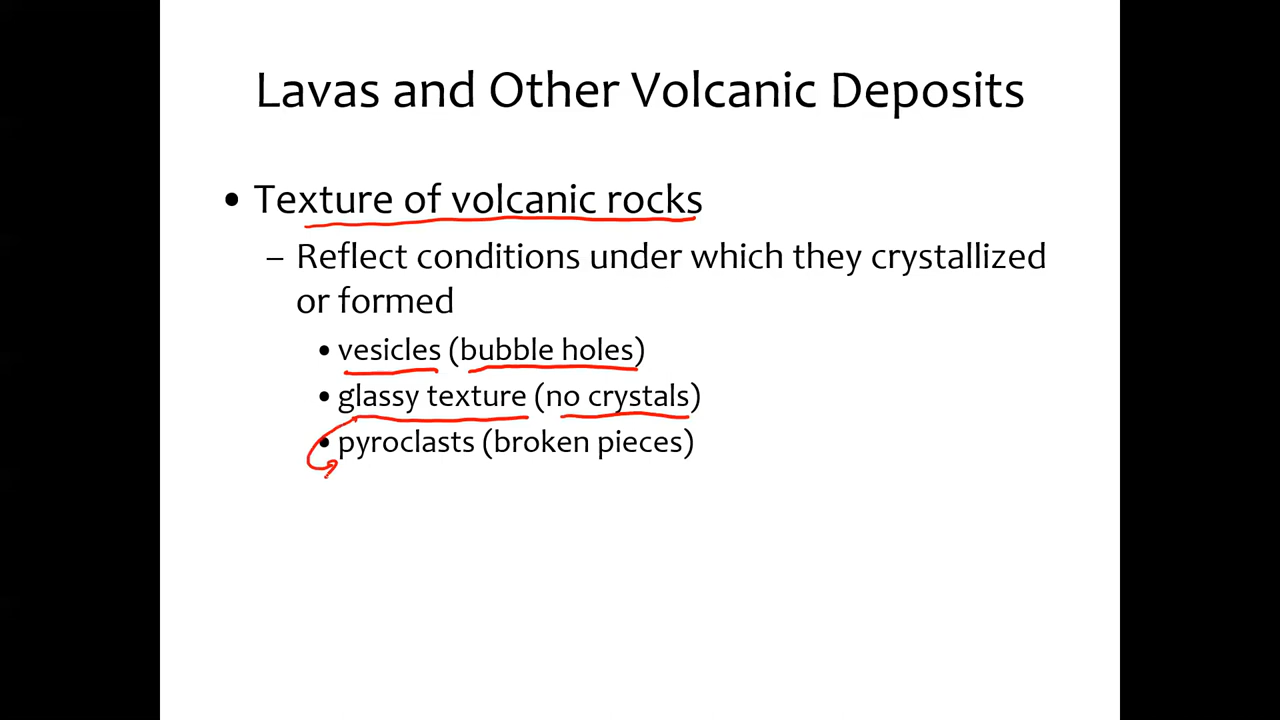 Lavas and Other Volcanic Deposits
• Texture of volcanic rocks
– Reflect conditions under which they crystallized
or formed
• vesicles (bubble holes)
• glassy texture (no crystals)
• pyroclasts (broken pieces)